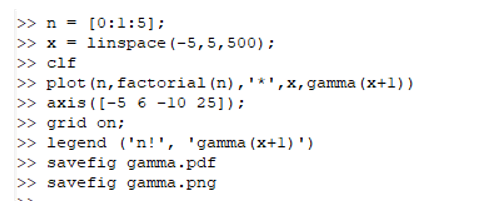 >> n = [0:1:5];
>> x = linspace(-5,5,500);
>> clf
>> plot(n,factorial(n),'*',x,gamma(x+1))
>> axis([-5 6 -10 25]);
>> grid on;
>> legend ('n!', 'gamma(x+1)')
>> savefig gamma.pdf
>> savefig gamma.png
>>